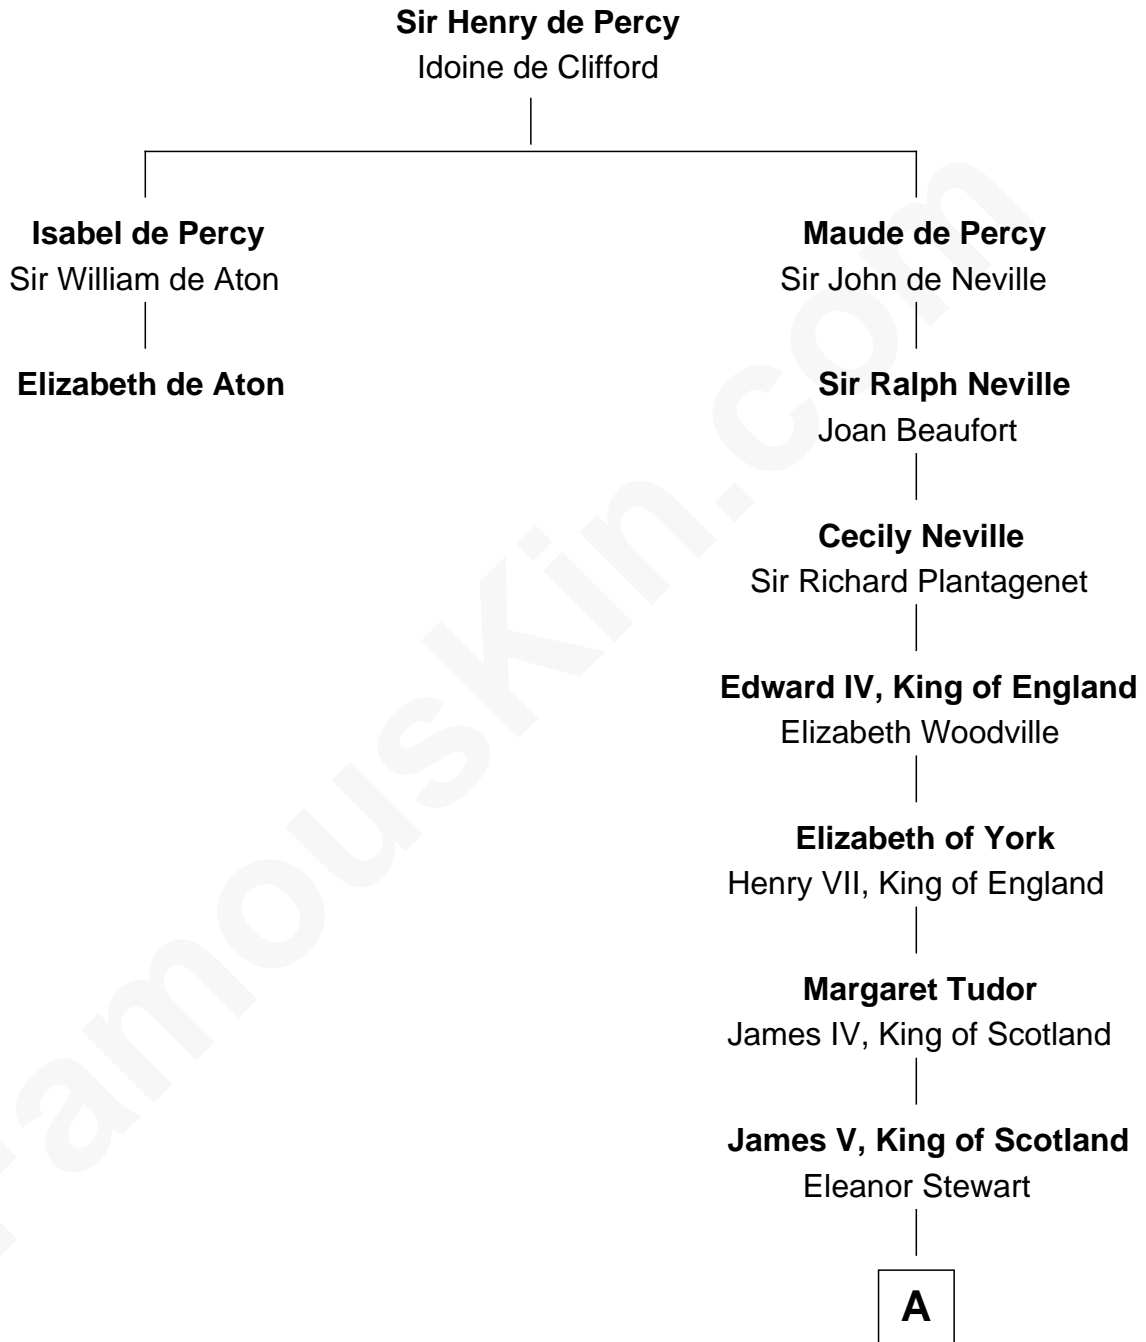 Sir Henry de Percy
Idoine de Clifford
Isabel de Percy
Sir William de Aton
Elizabeth de Aton
Maude de Percy
Sir John de Neville
Sir Ralph Neville
Joan Beaufort
Cecily Neville
Sir Richard Plantagenet
Edward IV, King of England
Elizabeth Woodville
Elizabeth of York
Henry VII, King of England
Margaret Tudor
James IV, King of Scotland
James V, King of Scotland
Eleanor Stewart
A
FamousKin.com